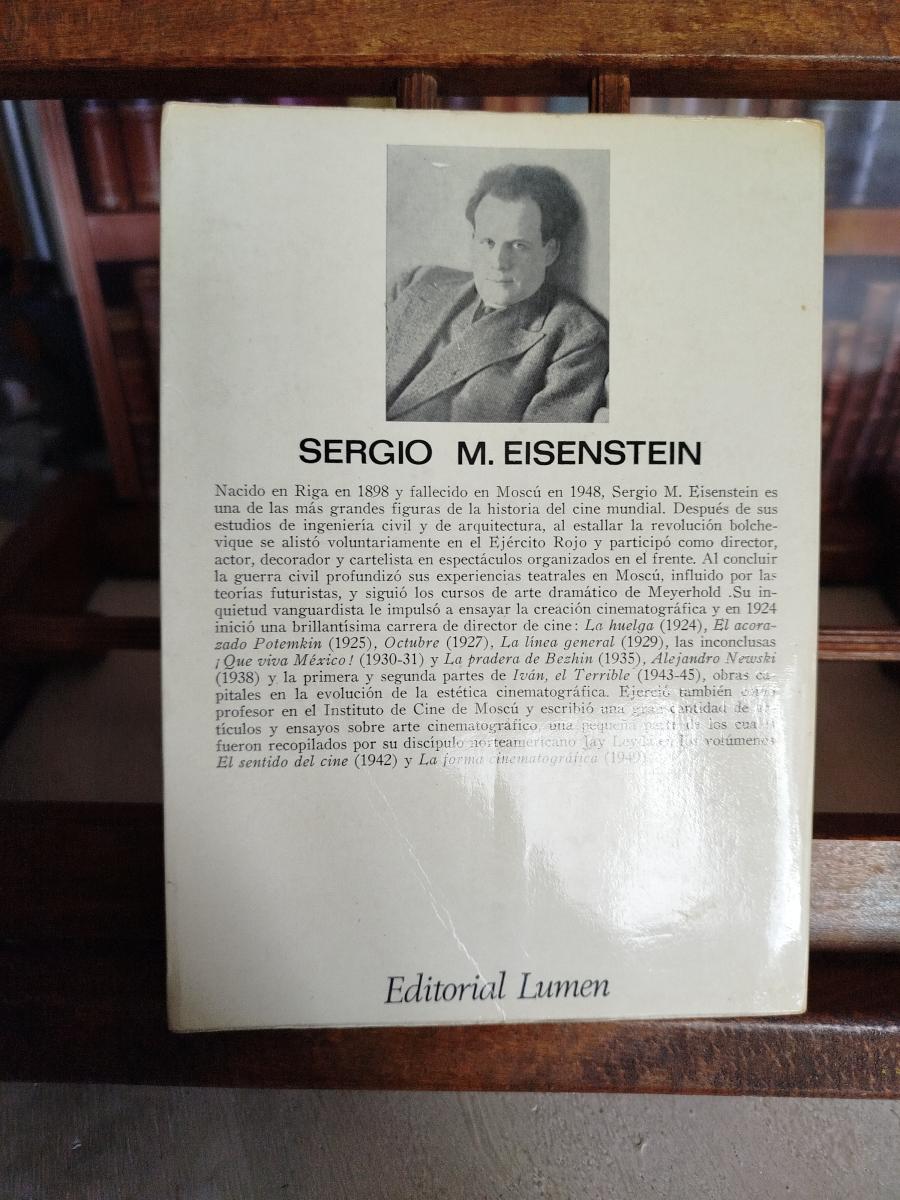 SERGIO M. EISENSTEIN
Nacido en Riga en 1898 y fallecido en Moscú en 1948, Sergio M. Eisenstein es
una de las más grandes figuras de la historia del cine mundial. Después de sus
estudios de ingeniería civil y de arquitectura, al estallar la revolución bolche-
vique se alistó voluntariamente en el Ejército Rojo y participó como director,
actor, decorador y cartelista en espectáculos organizados en el frente. Al concluir
la guerra civil profundizó sus experiencias teatrales en Moscú, influido por las
teorías futuristas, y siguió los cursos de arte dramático de Meyerhold .Su in-
quietud vanguardista le impulsó a ensayar la creación cinematográfica y en 1924
inició una brillantísima carrera de director de cine: La huelga (1924), El acora-
zado Potemkin (1925), Octubre (1927), La línea general (1929), las inconclusas
¡Que viva México! (1930-31) y La pradera de Bezhin (1935), Alejandro Newski
(1938) y la primera y segunda partes de Iván, el Terrible (1943-45), obras ca-
pitales en la evolución de la estética cinematográfica. Ejerció también como
profesor en el Instituto de Cine de Moscú y escribió una gran cantidad de ar-
tículos y ensayos sobre arte cinematográfico, una pequeña parte de los cuales
fueron recopilados por su discípulo norteamericano Jay Leyda en los volúmenes
El sentido del cine (1942) y La forma cinematográfica (1949)
Editorial Lumen